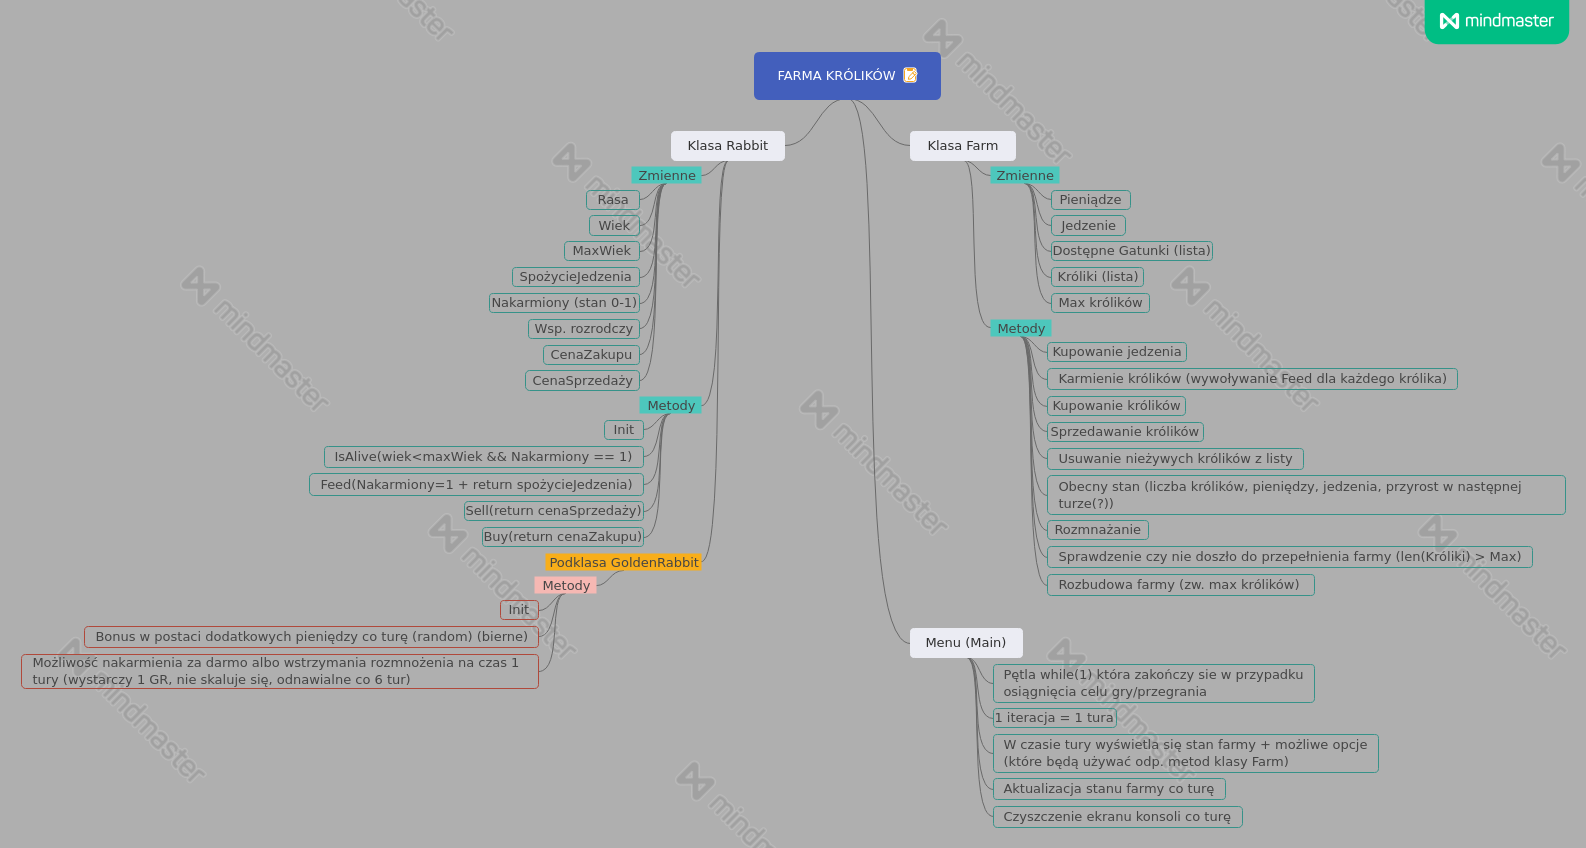 mindmaster
FARMA KRÓLIKÓW
Klasa Rabbit
Zmienne
Rasa
Wiek
MaxWiek
SpożycieJedzenia
Nakarmiony (stan 0-1)
Wsp. rozrodczy
CenaZakupu
CenaSprzedaży
Metody
Init
IsAlive(wiek<maxWiek && Nakarmiony == 1)
Feed(Nakarmiony=1 + return spożycieJedzenia)
Sell(return cenaSprzedaży)
Buy(return cenaZakupu)
Podklasa GoldenRabbit
Metody
Init
Bonus w postaci dodatkowych pieniędzy co turę (random) (bierne)
Możliwość nakarmienia za darmo albo wstrzymania rozmnożenia na czas 1
tury (wystarczy 1 GR, nie skaluje się, odnawialne co 6 tur)
Klasa Farm
Zmienne
Pieniądze
Jedzenie
Dostępne Gatunki (lista)
Króliki (lista)
Max królików
Metody
Kupowanie jedzenia
Karmienie królików (wywoływanie Feed dla każdego królika)
Kupowanie królików
Sprzedawanie królików
Usuwanie nieżywych królików z listy
Obecny stan (liczba królików, pieniędzy, jedzenia, przyrost w następnej
turze(?))
Rozmnażanie
Sprawdzenie czy nie doszło do przepełnienia farmy (len(Króliki) > Max)
Rozbudowa farmy (zw. max królików)
Menu (Main)
Pętla while(1) która zakończy sie w przypadku
osiągnięcia celu gry/przegrania
1 iteracja = 1 tura
W czasie tury wyświetla się stan farmy + możliwe opcje
(które będą używać odp. metod klasy Farm)
Aktualizacja stanu farmy co turę
Czyszczenie ekranu konsoli co turę